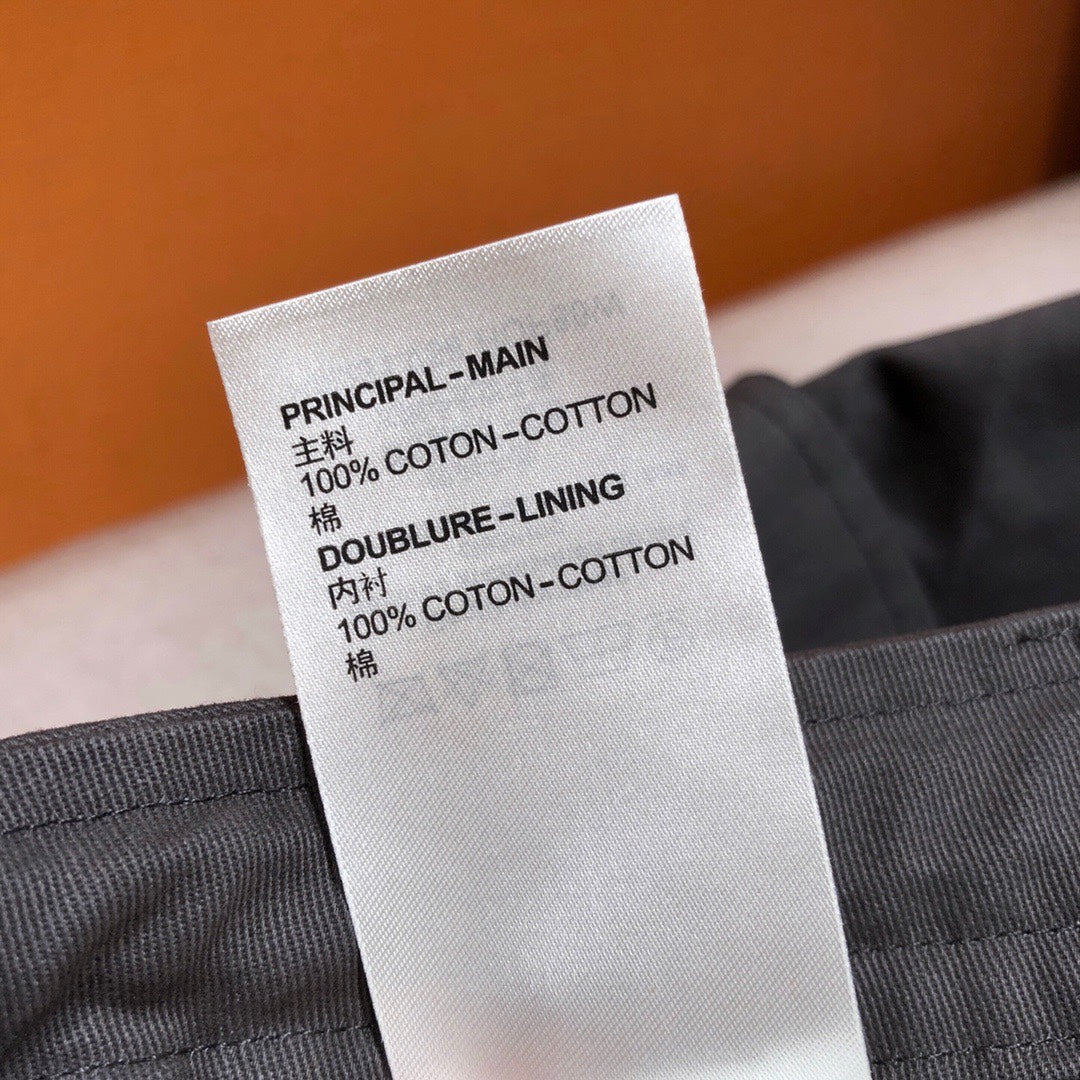 PRINCIPAL-MAIN
主料
100% COTON-COTTON
棉
DOUBLURE-LINING
内衬
100% COTON-COTTON
棉